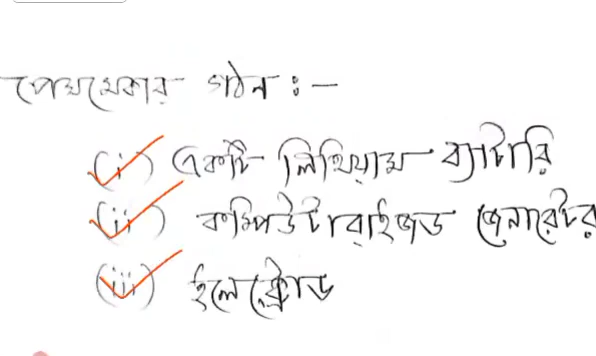 পেসমেকার গঠন :-
(i) একটি লিথিয়াম ব্যাটারি
(ii) কম্পিউটারাইজড জেনারেটর
(iii) ইলেক্ট্রোড